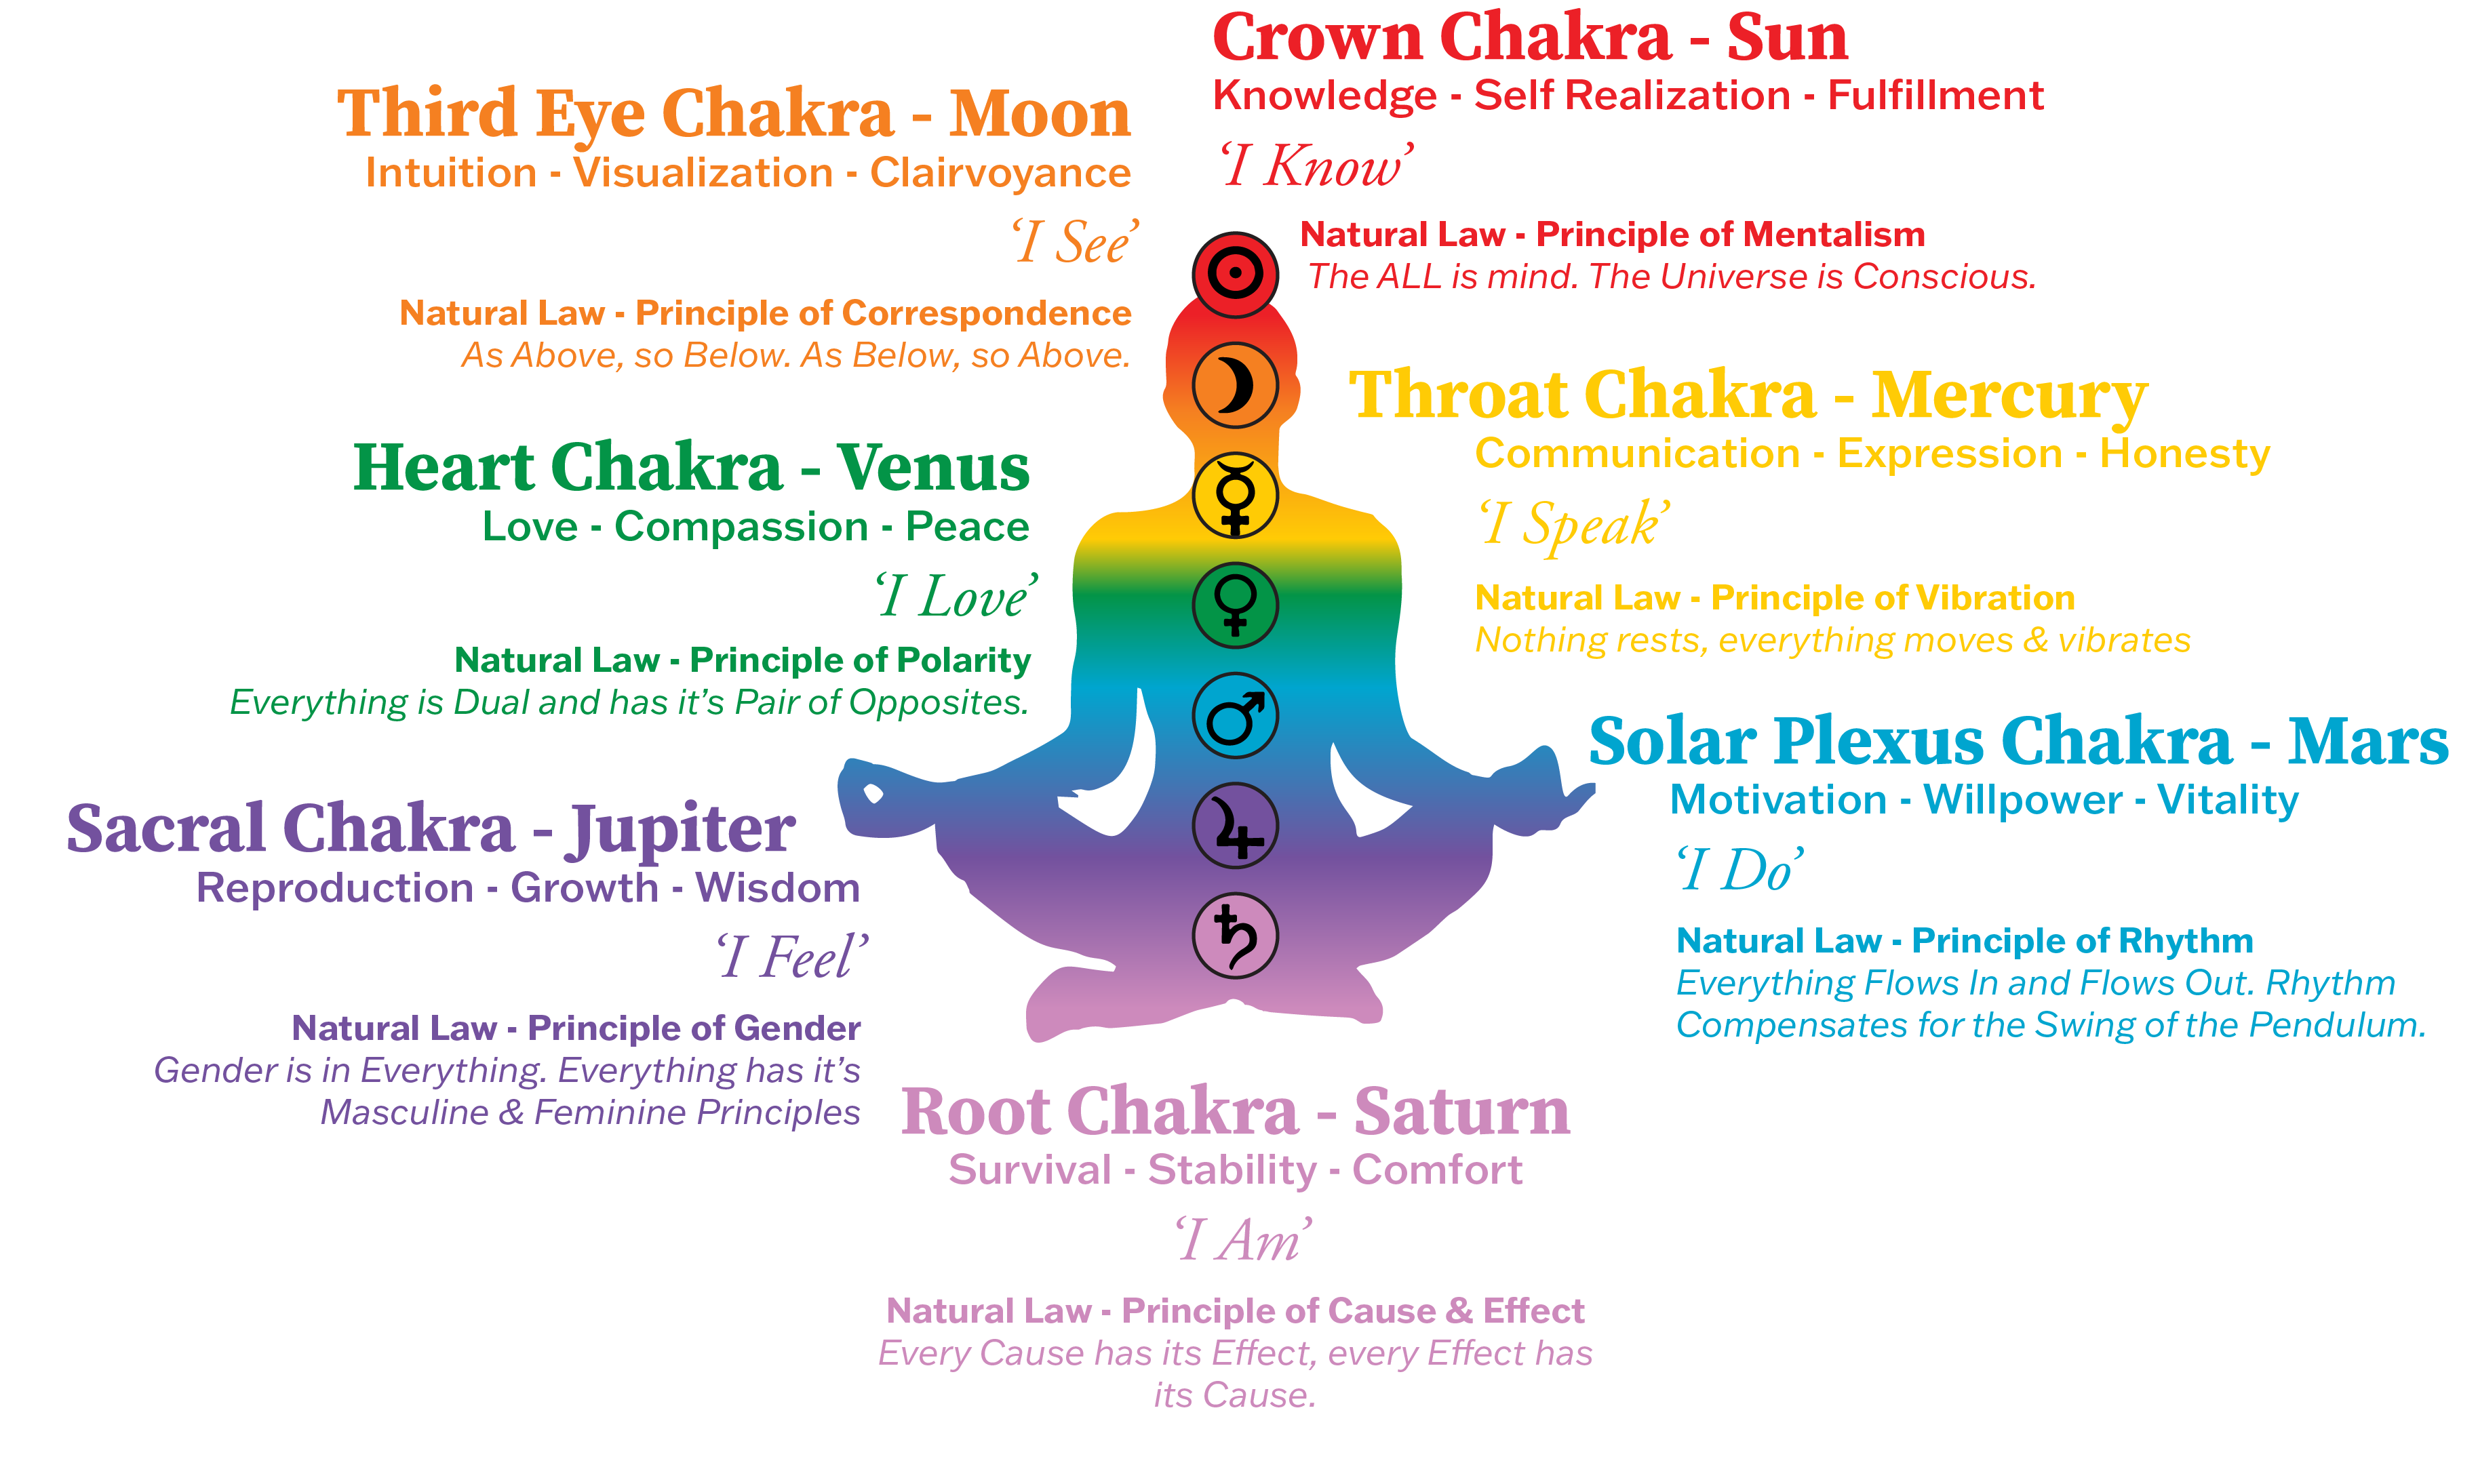 Crown Chakra - Sun
Knowledge - Self Realization - Fulfillment
‘I Know’
Natural Law - Principle of Mentalism
The ALL is mind. The Universe is Conscious.
Third Eye Chakra - Moon
Intuition - Visualization - Clairvoyance
‘I See’
Natural Law - Principle of Correspondence
As Above, so Below. As Below, so Above.
Throat Chakra - Mercury
Communication - Expression - Honesty
‘I Speak’
Natural Law - Principle of Vibration
Nothing rests, everything moves & vibrates
Heart Chakra - Venus
Love - Compassion - Peace
‘I Love’
Natural Law - Principle of Polarity
Everything is Dual and has it’s Pair of Opposites.
Solar Plexus Chakra - Mars
Motivation - Willpower - Vitality
‘I Do’
Natural Law - Principle of Rhythm
Everything Flows In and Flows Out. Rhythm
Compensates for the Swing of the Pendulum.
Sacral Chakra - Jupiter
Reproduction - Growth - Wisdom
‘I Feel’
Natural Law - Principle of Gender
Gender is in Everything. Everything has it’s
Masculine & Feminine Principles
Root Chakra - Saturn
Survival - Stability - Comfort
‘I Am’
Natural Law - Principle of Cause & Effect
Every Cause has its Effect, every Effect has
its Cause.